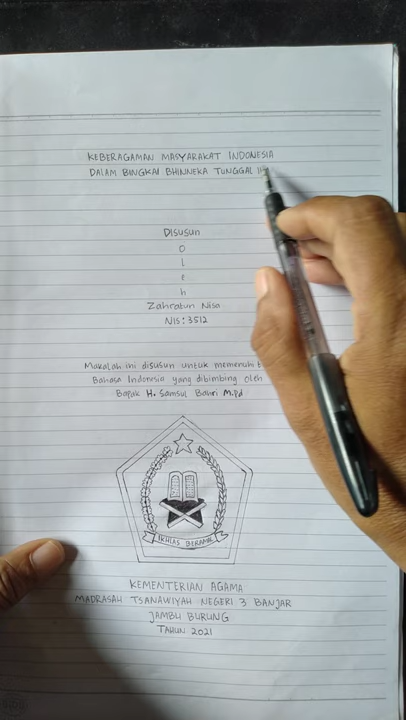 KEBERAGAMAN MASYARAKAT INDONESIA
DALAM BINGKAI BHINNEKA TUNGGAL
Disusun
O
l
e
h
Zahratun Nisa
NIS: 3512
Makalah ini disusun untuk memenuhi
Bahasa Indonesia yang dibimbing oleh
Bapak H. Samsul Bahri M.Pd
IKHLAS BERAMAL
KEMENTERIAN AGAMA
MADRASAH TSANAWIYAH NEGERI 3 BANJAR
JAMBU BURUNG
TAHUN 2021